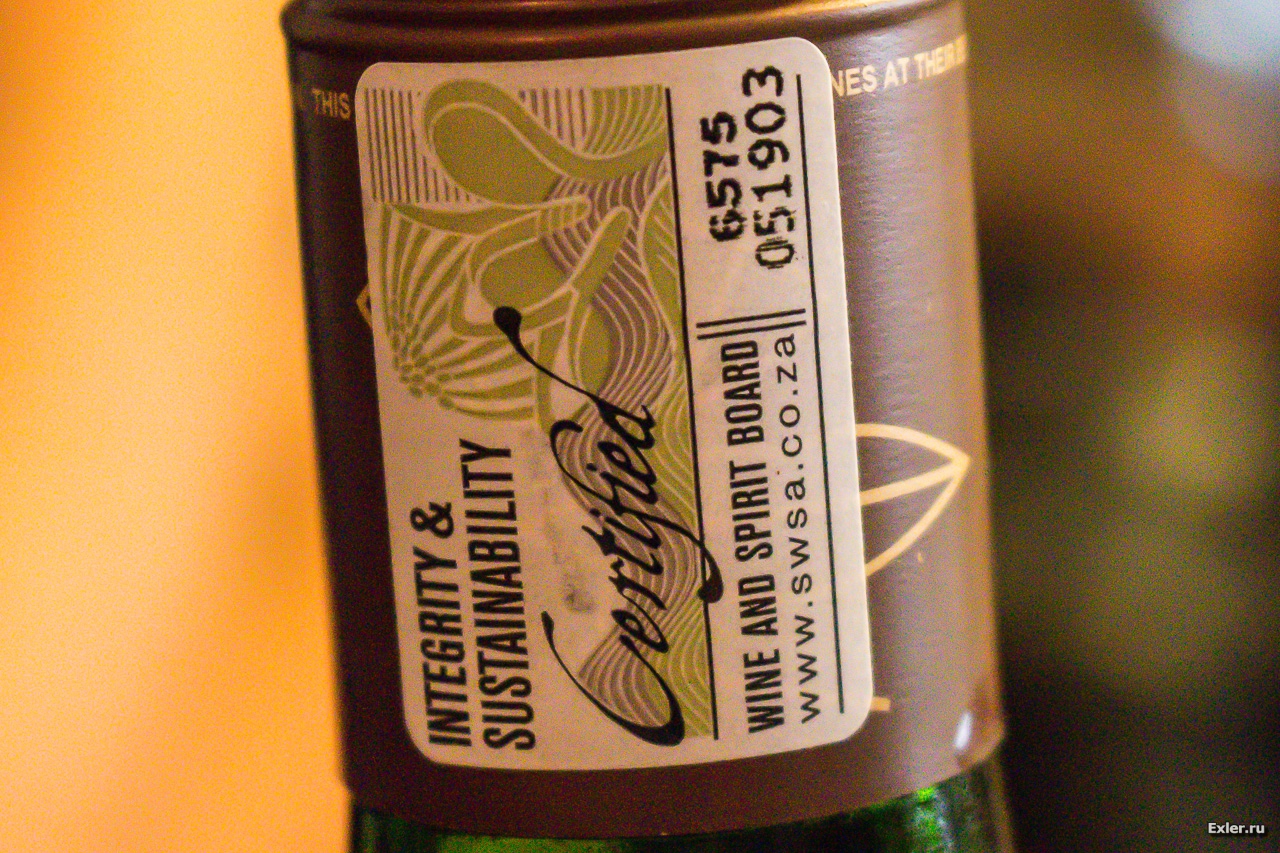 THIS
NES AT THEIR
INTEGRITY &
SUSTAINABILITY
Certified
WINE AND SPIRIT BOARD
www.swsa.co.za
6575
051903
Exler.ru